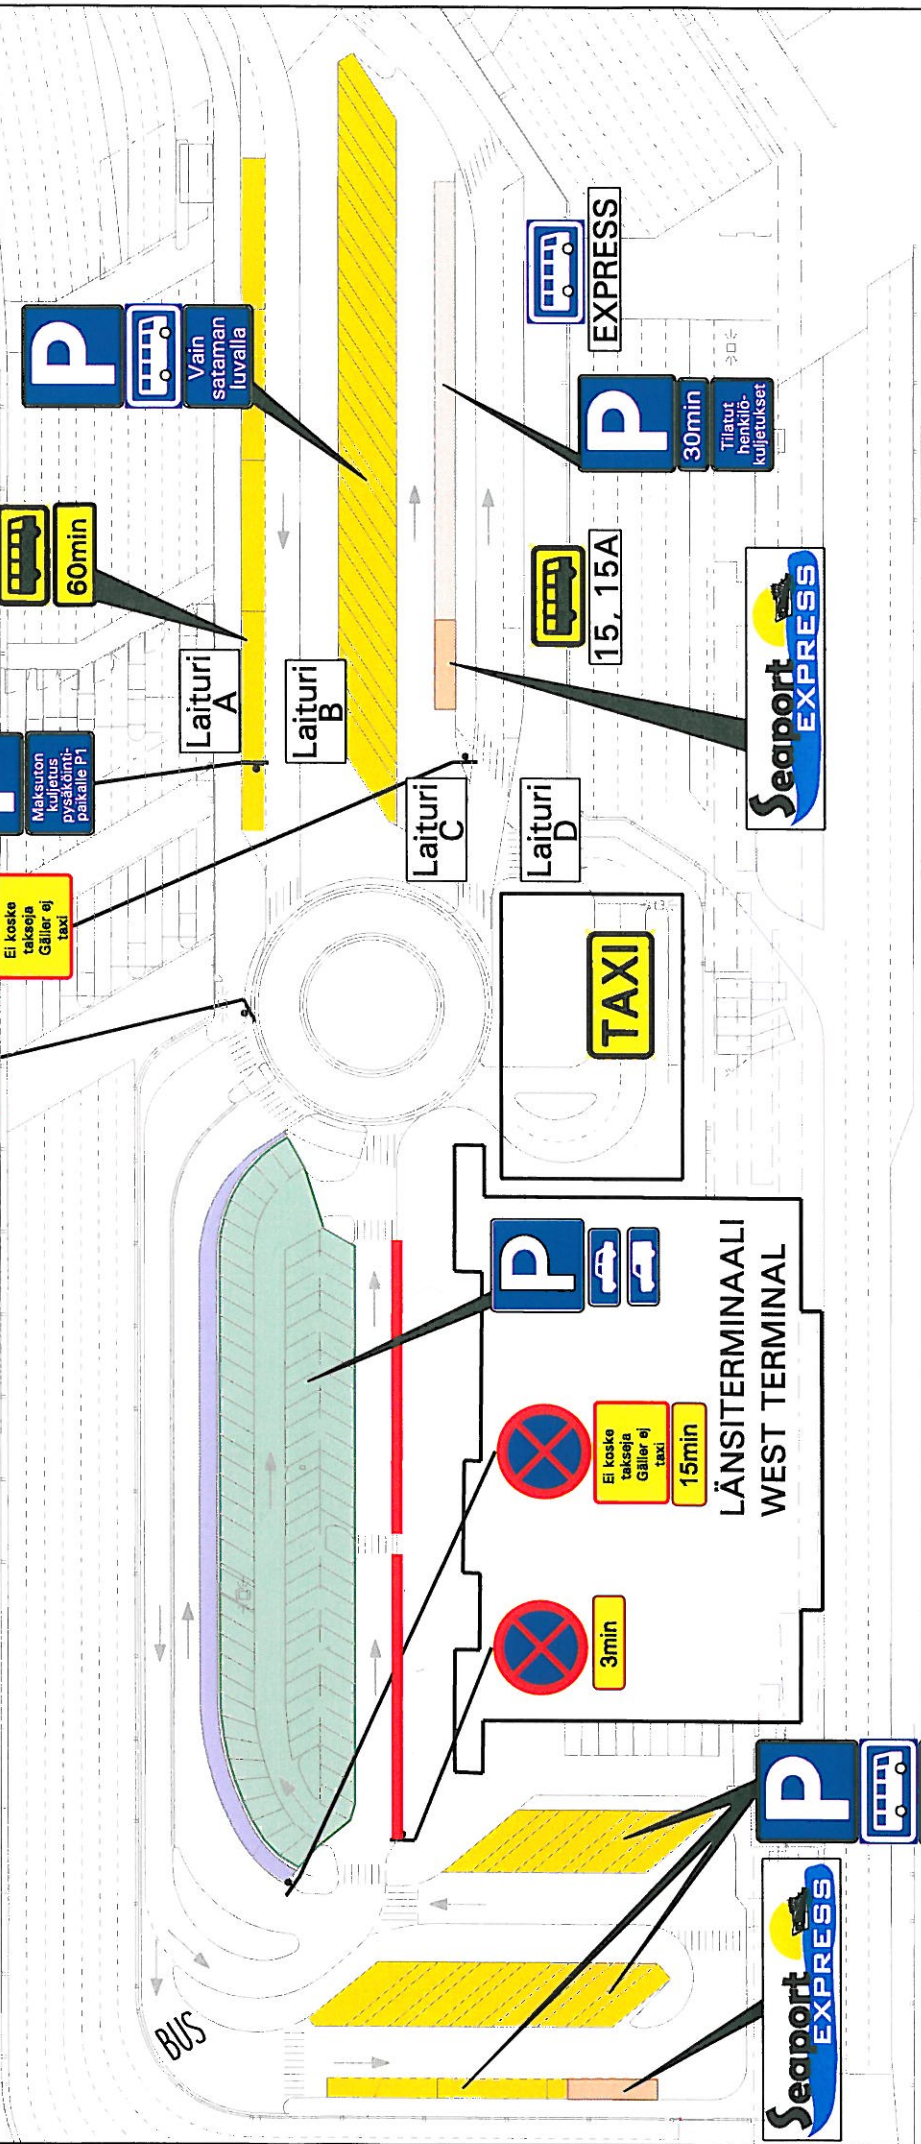 P
Vain
sataman
luvalla
60min
Maksuton
kuljetus
pysäköinti-
paikalle P1
Ei koske
takseja
Gäller ej
taxi
Laituri
A
Laituri
B
Laituri
C
Laituri
D
EXPRESS
P
30min
Tilatut
henkilö-
kuljetukset
15, 15A
Seaport
EXPRESS
TAXI
P
Ei koske
takseja
Gäller ej
taxi
15min
3min
LÄNSITERMINAALI
WEST TERMINAL
BUS
P
Seaport
EXPRESS